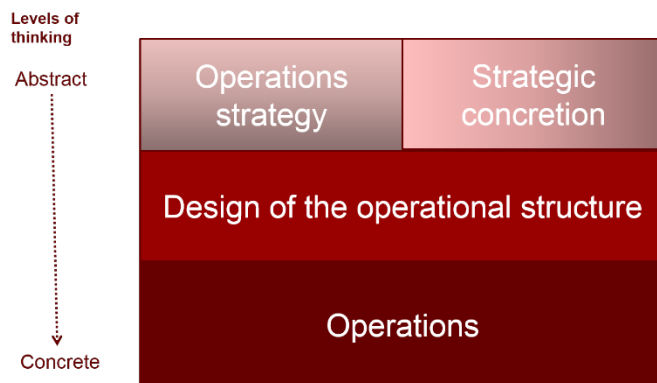 Levels of
thinking
Abstract
Operations
strategy
Strategic
concretion
Design of the operational structure
Operations
Concrete